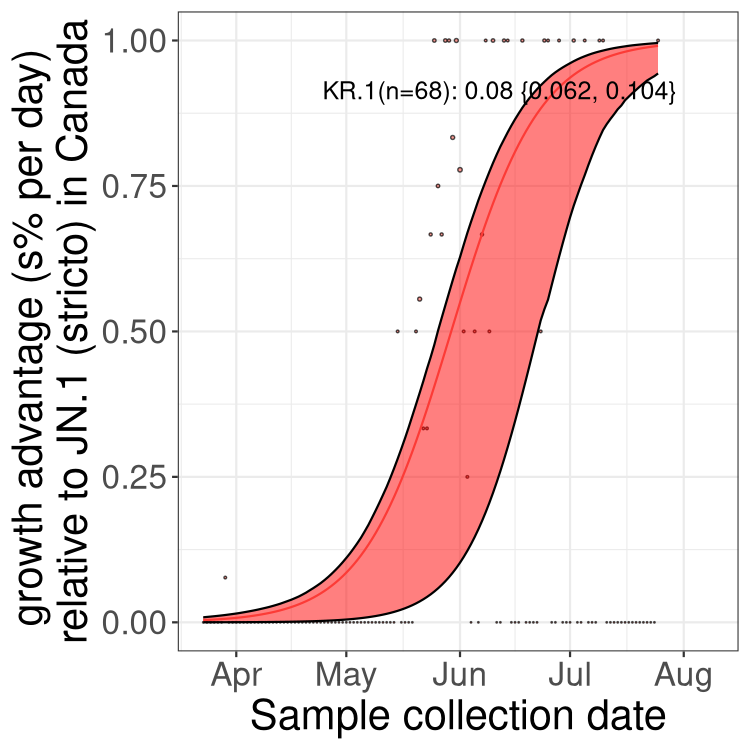 growth advantage (s% per day)
relative to JN.1 (stricto) in Canada
1.00
0.75
0.50
0.25
0.00
KR.1(n=68): 0.08 {0.062, 0.104}
Apr May Jun Jul Aug
Sample collection date